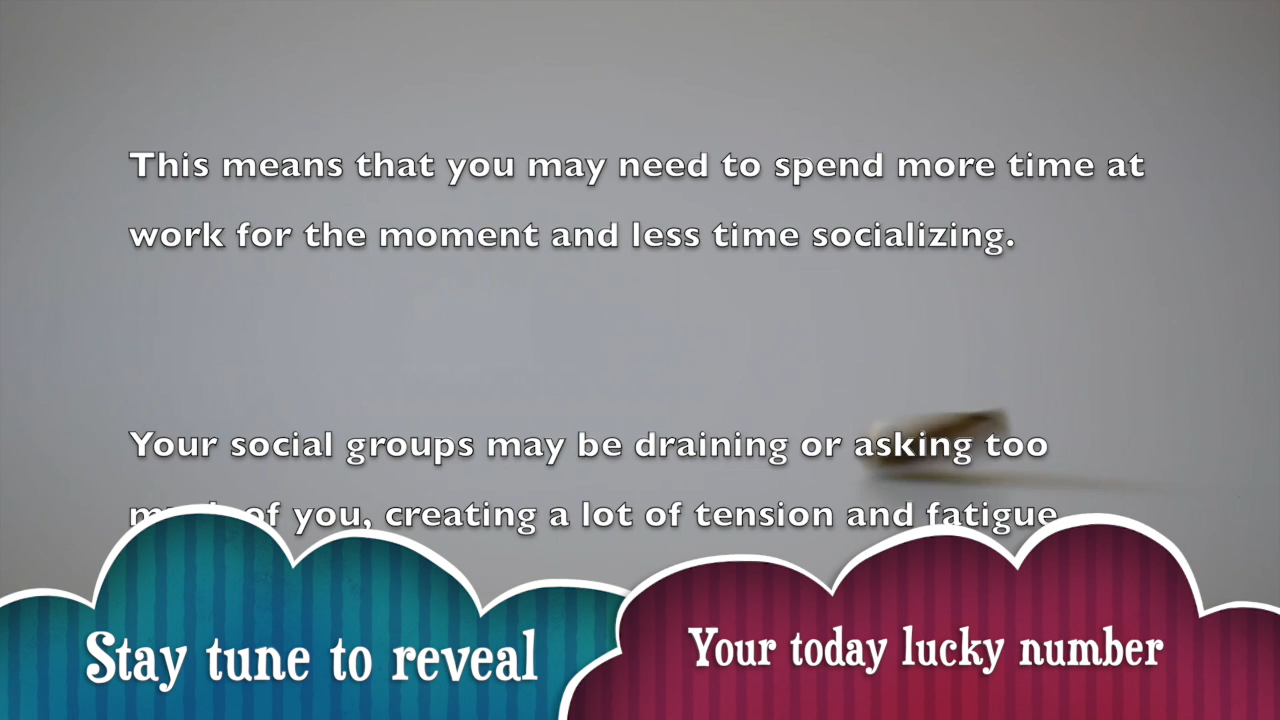 This means that you may need to spend more time at
work for the moment and less time socializing.
Your social groups may be draining or asking too
of you, creating a lot of tension and fatigue
Stay tune to reveal
Your today lucky number